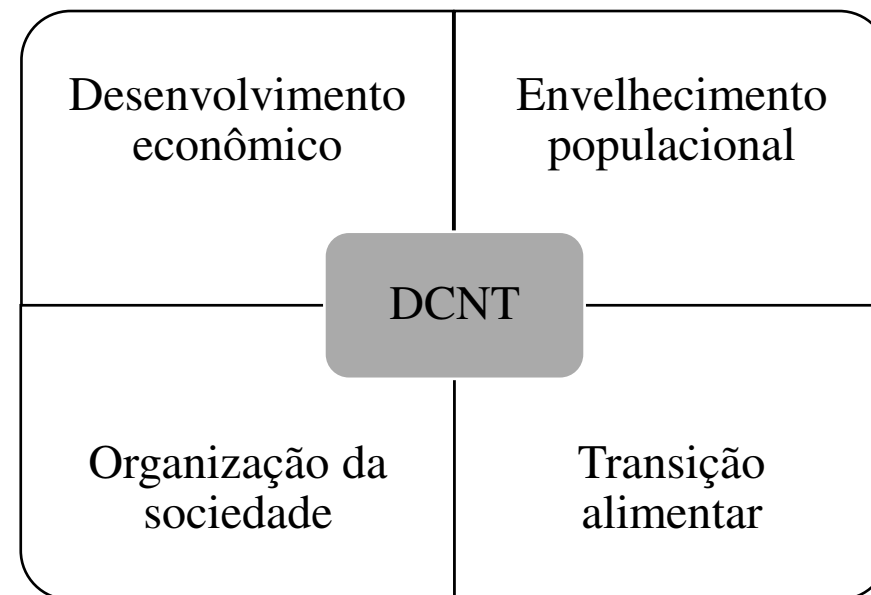 Desenvolvimento
econômico
Envelhecimento
populacional
DCNT
Organização da
sociedade
Transição
alimentar